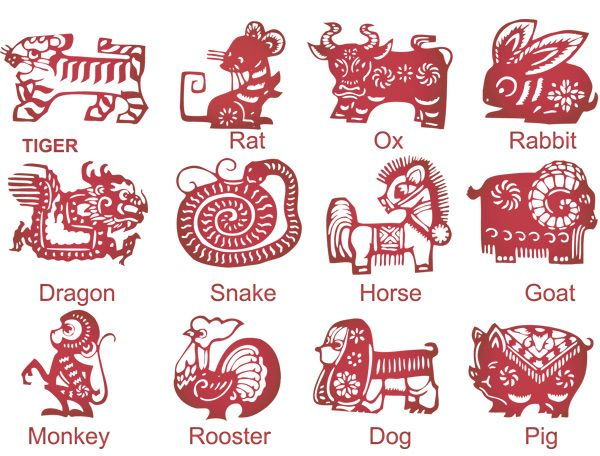 TIGER
Rat
Ox
Rabbit
Dragon
Snake
Horse
Goat
Monkey
Rooster
Dog
Pig